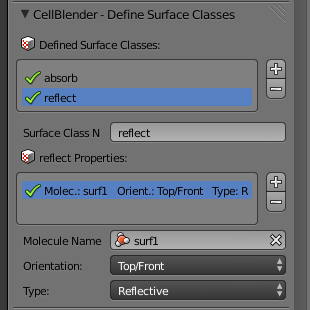 CellBlender - Define Surface Classes
Defined Surface Classes:
absorb
reflect
Surface Class N reflect
reflect Properties:
Molec.: surf1 Orient.: Top/Front Type: R
Molecule Name surf1
Orientation: Top/Front
Type: Reflective